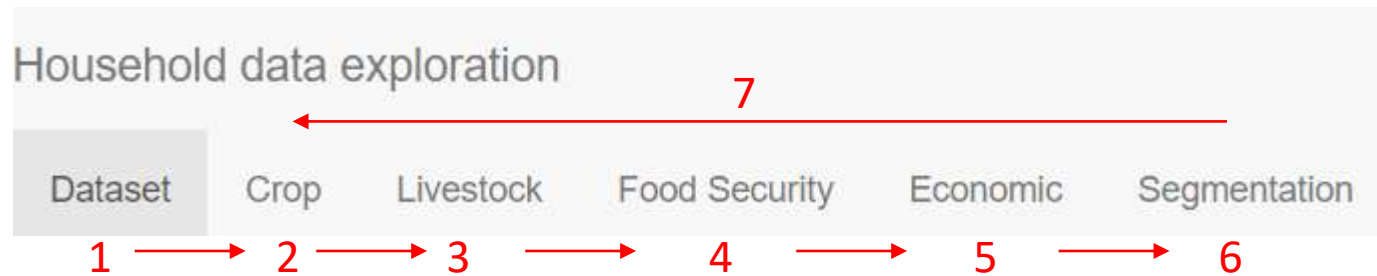 Household data exploration
7
Dataset Crop Livestock Food Security Economic Segmentation
1 2 3 4 5 6